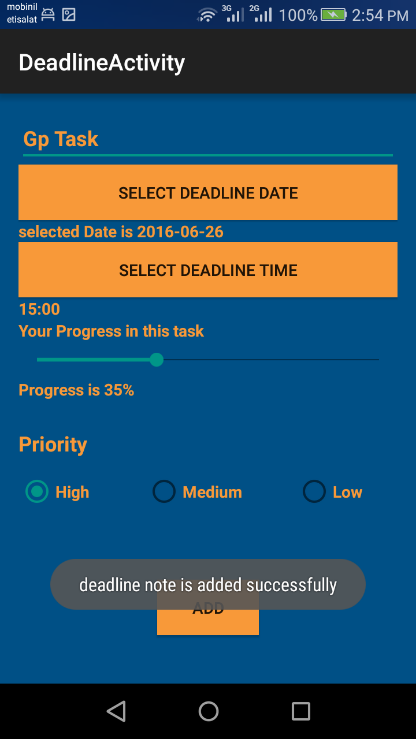 mobinil
etisalat
3G 2G 100% 2:54 PM
DeadlineActivity
Gp Task
SELECT DEADLINE DATE
selected Date is 2016-06-26
SELECT DEADLINE TIME
15:00
Your Progress in this task
Progress is 35%
Priority
High Medium Low
deadline note is added successfully
ADD